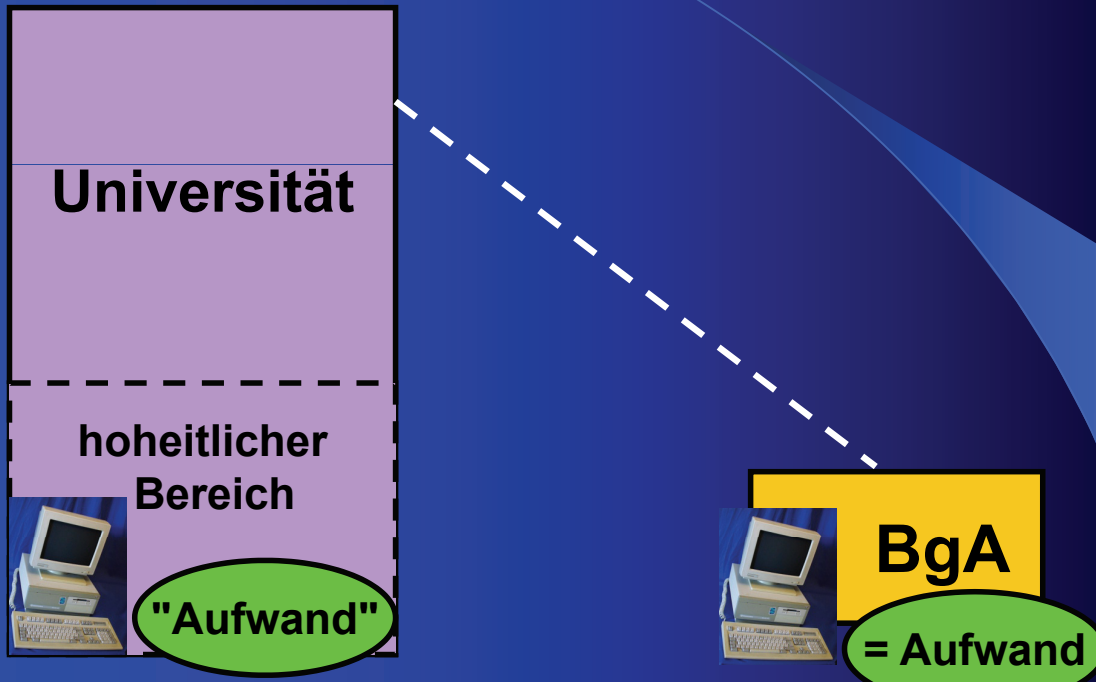 Universität
hoheitlicher
Bereich
"Aufwand"
BgA
= Aufwand